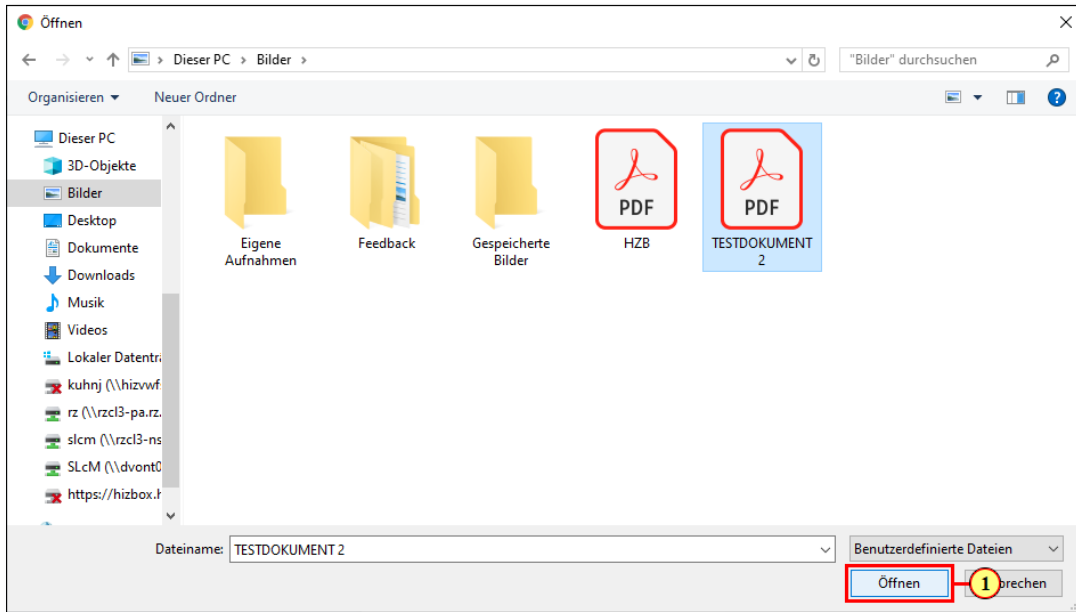 Öffnen
Dieser PC > Bilder >
"Bilder" durchsuchen
Organisieren
Neuer Ordner
?
Dieser PC
3D-Objekte
Bilder
Desktop
Dokumente
Downloads
Musik
Videos
Lokaler Datentr
kuhnj (\\hizvwf
rz (\\rzcl3-pa.rz.
slcm (\\rzcl3-ns
SLcM (\\dvont0
https://hizbox.h
Eigene
Aufnahmen
Feedback
Gespeicherte
Bilder
PDF
HZB
PDF
TESTDOKUMENT
2
Dateiname: TESTDOKUMENT 2
Benutzerdefinierte Dateien
Öffnen
1
brechen